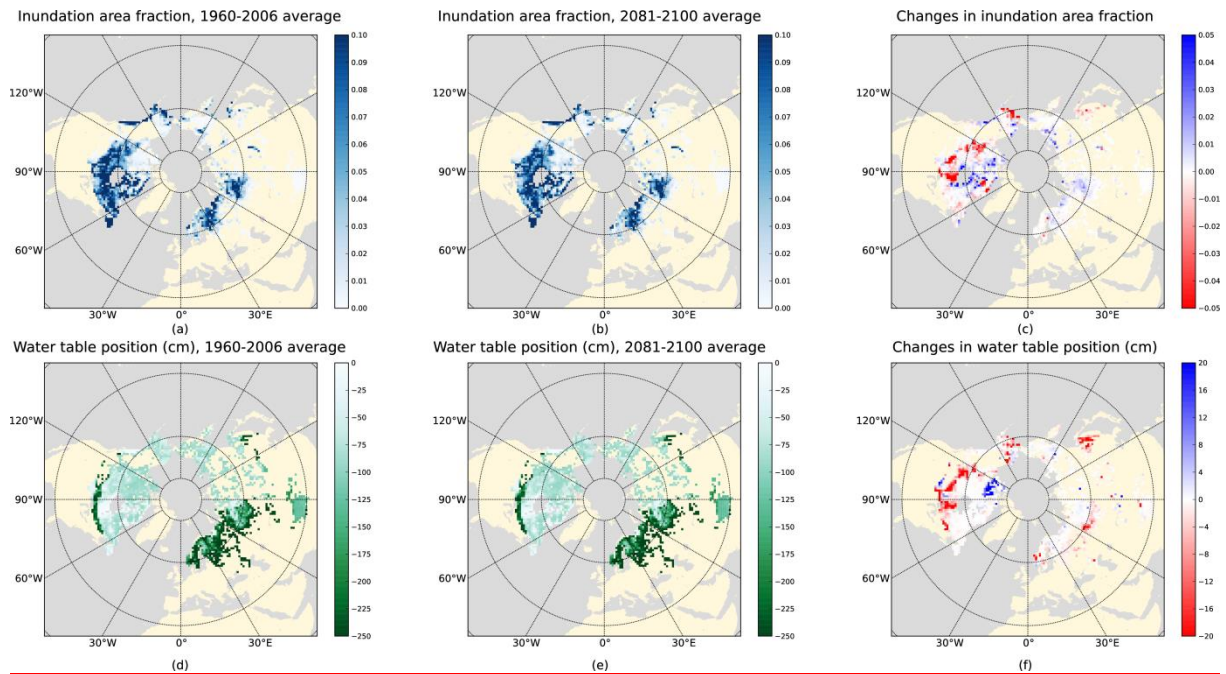 Inundation area fraction, 1960-2006 average
0.10
0.09
0.08
0.07
0.06
0.05
0.04
0.03
0.02
0.01
0.00
120°W
90°W
60°W
30°W 0° 30°E
(a)
Inundation area fraction, 2081-2100 average
0.10
0.09
0.08
0.07
0.06
0.05
0.04
0.03
0.02
0.01
0.00
120°W
90°W
60°W
30°W 0° 30°E
(b)
Changes in inundation area fraction
0.05
0.04
0.03
0.02
0.01
0.00
−0.01
−0.02
−0.03
−0.04
−0.05
120°W
90°W
60°W
30°W 0° 30°E
(c)
Water table position (cm), 1960-2006 average
0
−25
−50
−75
−100
−125
−150
−175
−200
−225
−250
120°W
90°W
60°W
30°W 0° 30°E
(d)
Water table position (cm), 2081-2100 average
0
−25
−50
−75
−100
−125
−150
−175
−200
−225
−250
120°W
90°W
60°W
30°W 0° 30°E
(e)
Changes in water table position (cm)
20
16
12
8
4
0
−4
−8
−12
−16
−20
120°W
90°W
60°W
30°W 0° 30°E
(f)